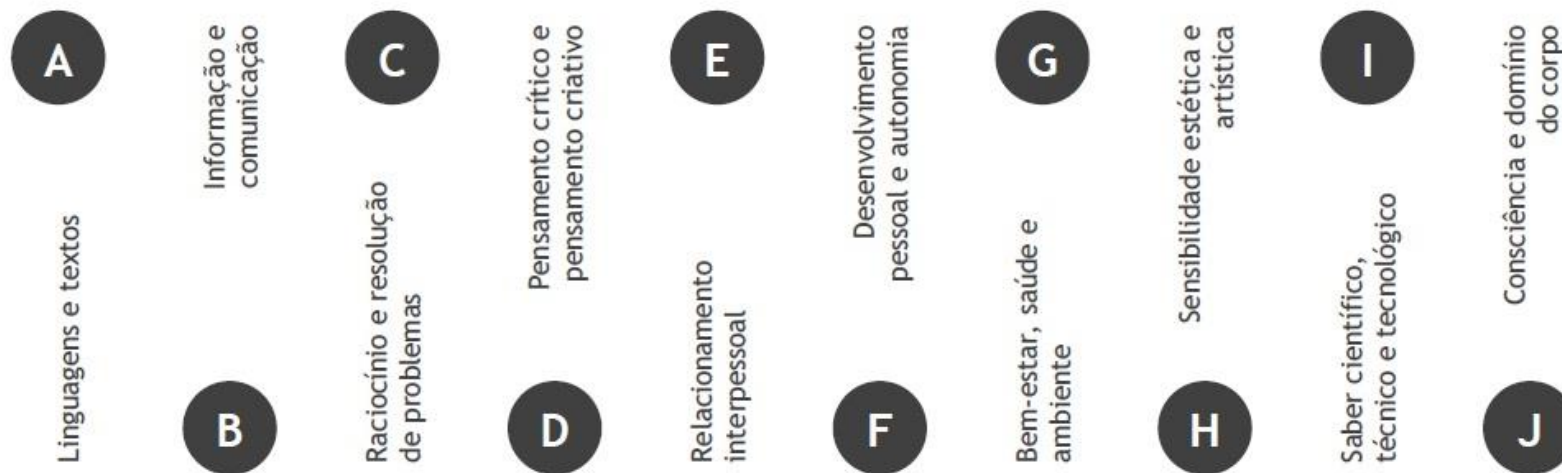 A
Linguagens e textos
Informação e
comunicação
B
C
Raciocínio e resolução
de problemas
Pensamento crítico e
pensamento criativo
D
E
Relacionamento
interpessoal
Desenvolvimento
pessoal e autonomia
F
G
Bem-estar, saúde e
ambiente
Sensibilidade estética e
artística
H
I
Saber científico,
técnico e tecnológico
Consciência e domínio
do corpo
J